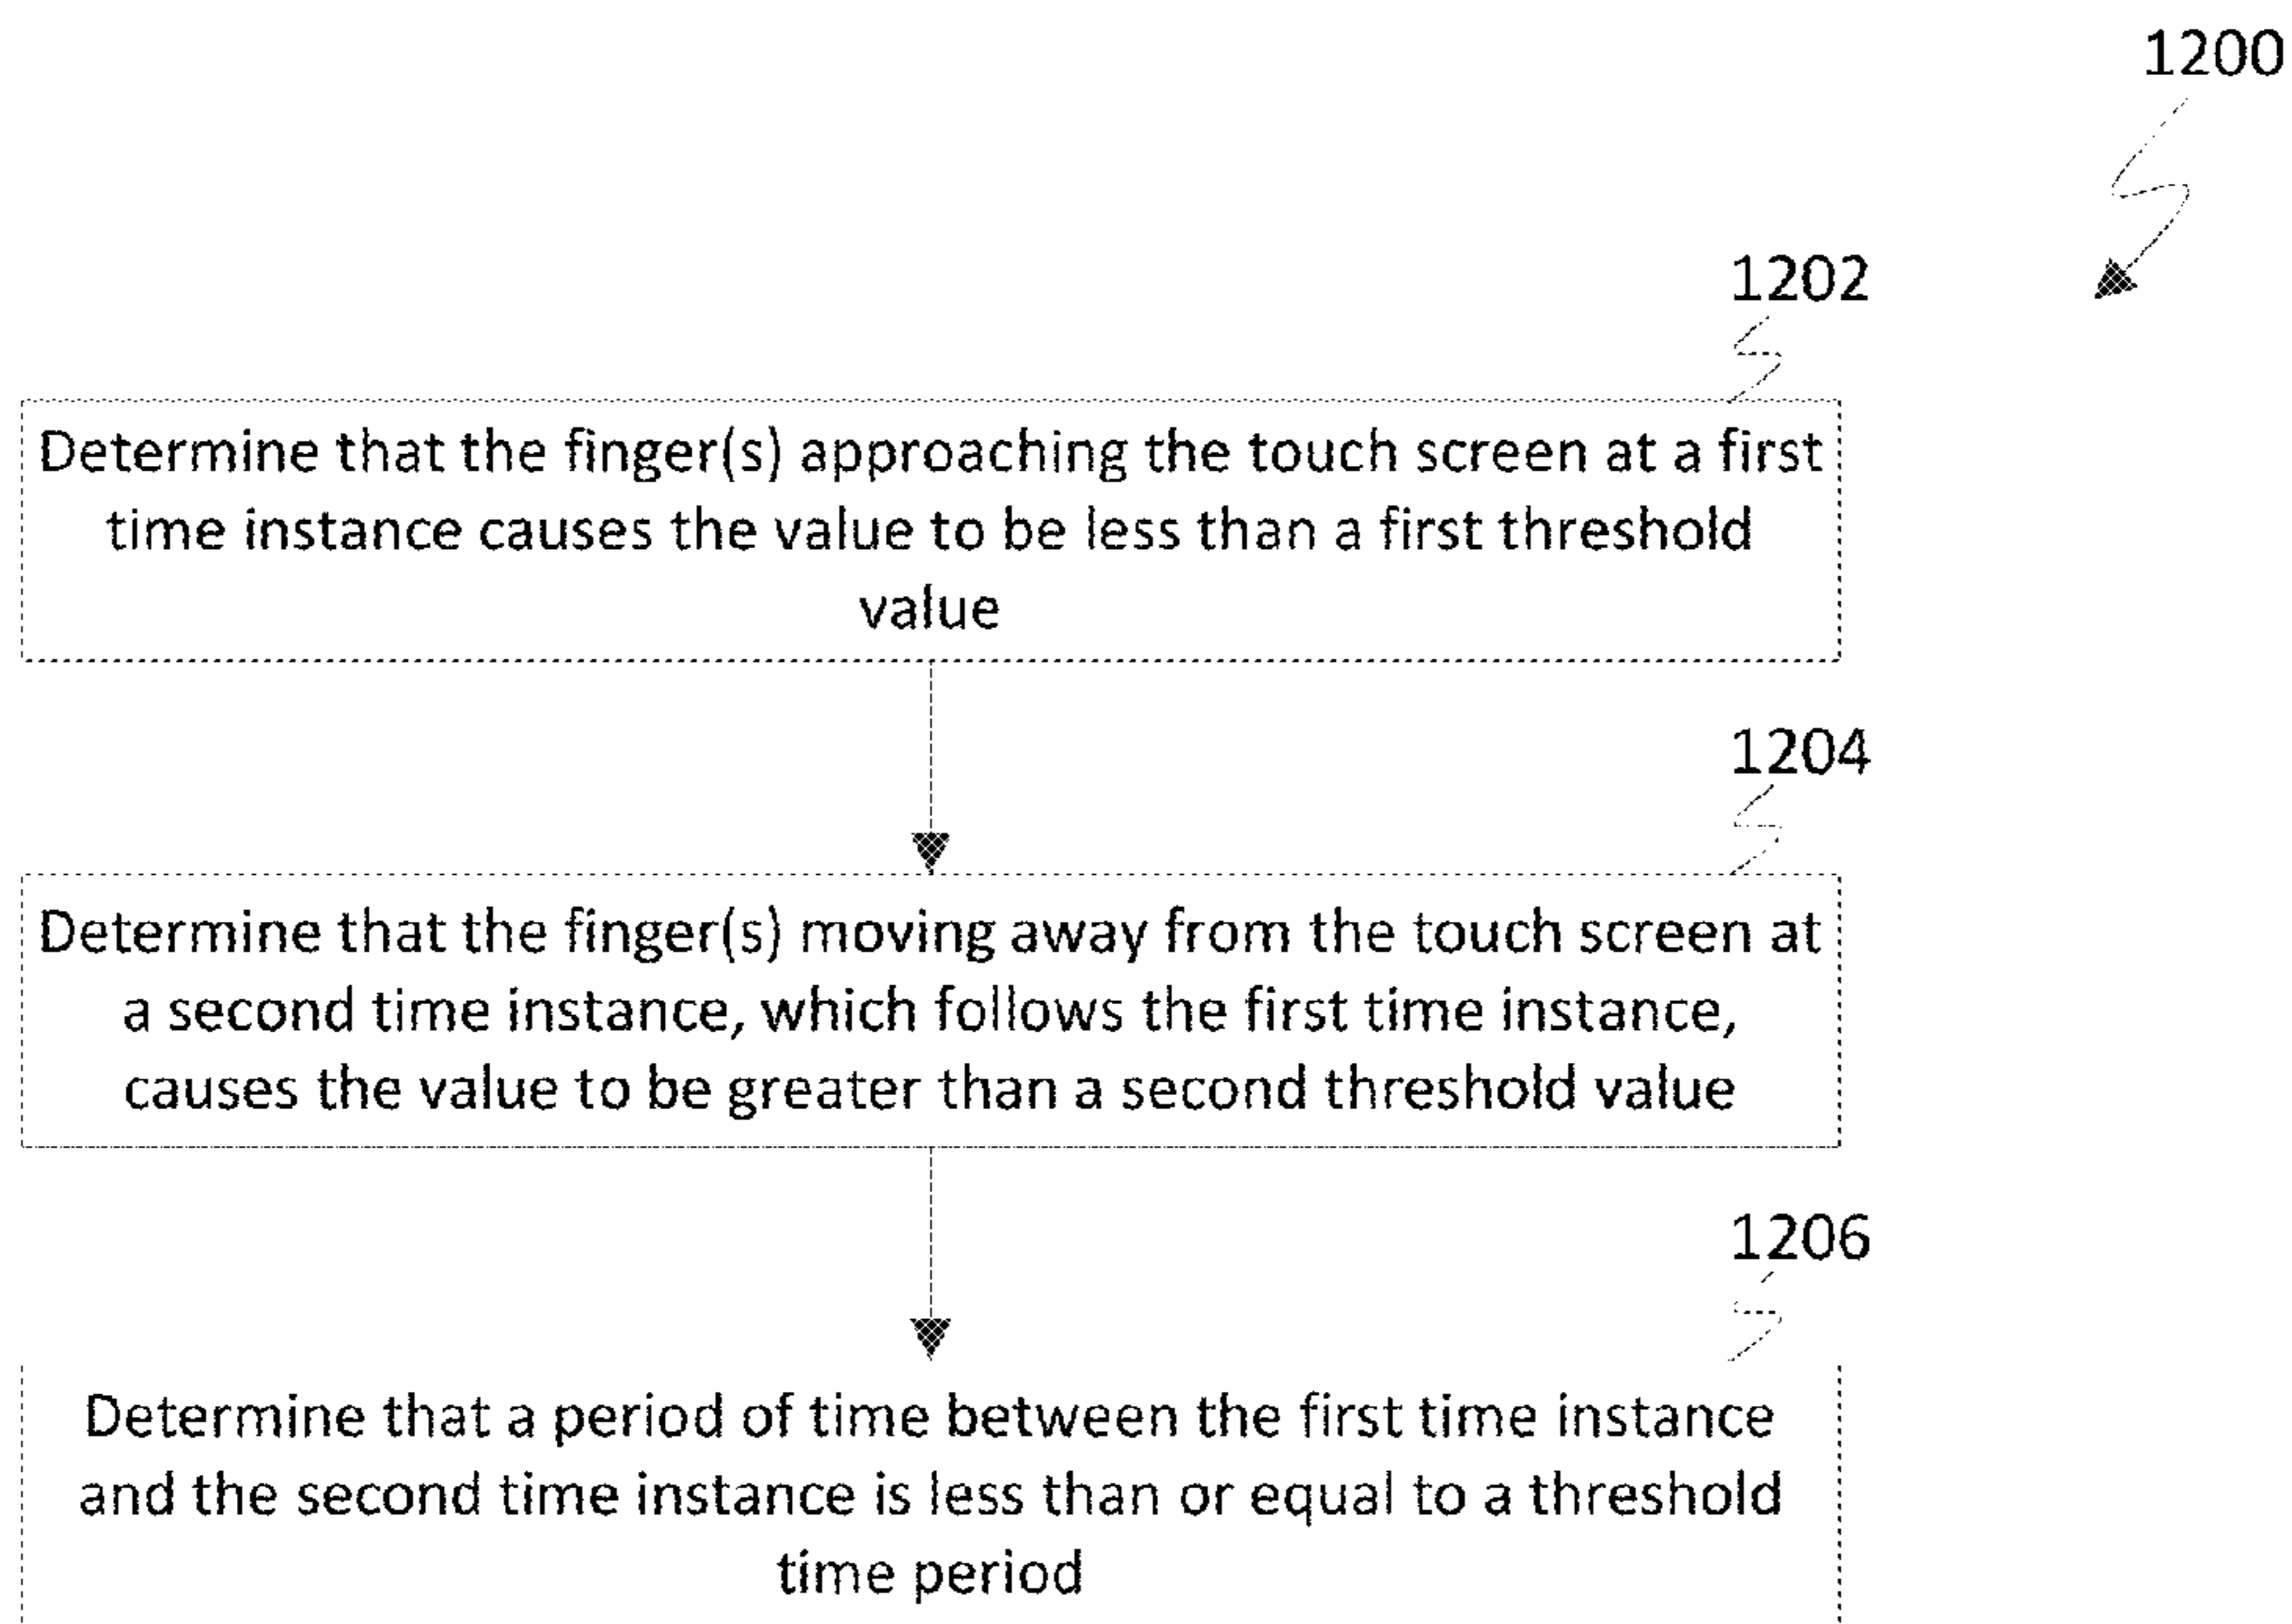 1200
1202
Determine that the finger(s) approaching the touch screen at a first
time instance causes the value to be less than a first threshold
value
1204
Determine that the finger(s) moving away from the touch screen at
a second time instance, which follows the first time instance,
causes the value to be greater than a second threshold value
1206
Determine that a period of time between the first time instance
and the second time instance is less than or equal to a threshold
time period